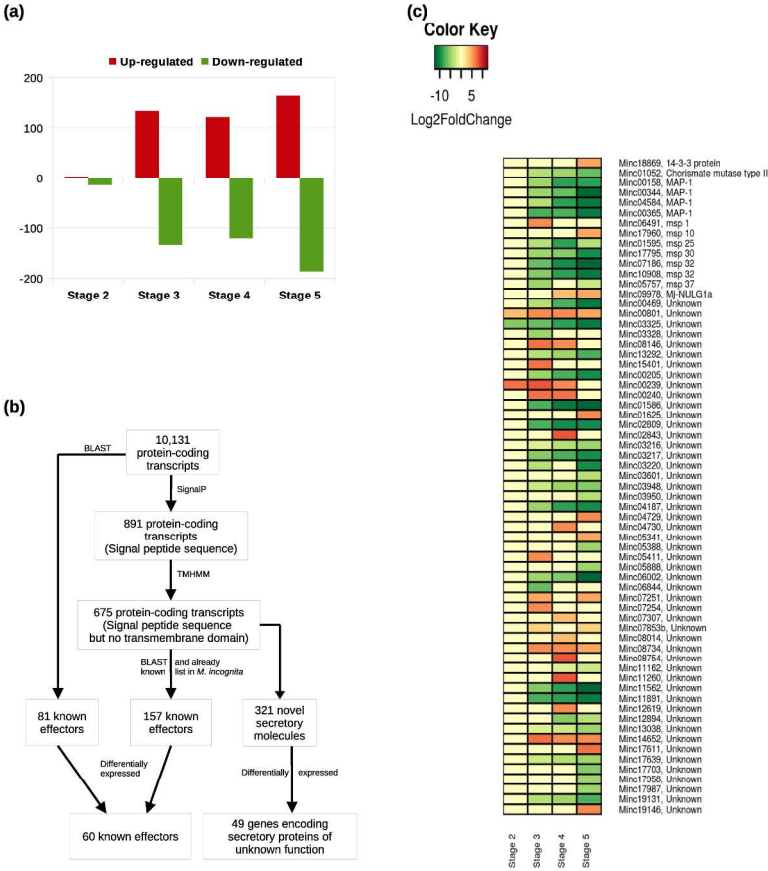 (a)
Up-regulated Down-regulated
200
100
0
-100
-200
Stage 2 Stage 3 Stage 4 Stage 5
(b)
10,131
protein-coding
transcripts
BLAST
SignalP
891 protein-coding
transcripts
(Signal peptide sequence)
TMHMM
675 protein-coding transcripts
(Signal peptide sequence
but no transmembrane domain)
BLAST and already
known list in M. incognita
81 known
effectors
157 known
effectors
321 novel
secretory
molecules
Differentially
expressed
Differentially expressed
60 known effectors
49 genes encoding
secretory proteins of
unknown function
(c)
Color Key
-10 5
Log2FoldChange
Minc18869, 14-3-3 protein
Minc01052, Chorismate mutase type II
Minc00158, MAP-1
Minc00344, MAP-1
Minc04584, MAP-1
Minc00365, MAP-1
Minc06491, msp 1
Minc17960, msp 10
Minc01595, msp 25
Minc17795, msp 30
Minc07186, msp 32
Minc10908, msp 32
Minc05757, msp 37
Minc09978, Mj-NULG1a
Minc00469, Unknown
Minc00801, Unknown
Minc03325, Unknown
Minc03328, Unknown
Minc08146, Unknown
Minc13292, Unknown
Minc15401, Unknown
Minc00205, Unknown
Minc00239, Unknown
Minc00240, Unknown
Minc01586, Unknown
Minc01625, Unknown
Minc02809, Unknown
Minc02843, Unknown
Minc03216, Unknown
Minc03217, Unknown
Minc03220, Unknown
Minc03601, Unknown
Minc03948, Unknown
Minc03950, Unknown
Minc04187, Unknown
Minc04729, Unknown
Minc04730, Unknown
Minc05341, Unknown
Minc05388, Unknown
Minc05411, Unknown
Minc05888, Unknown
Minc06002, Unknown
Minc06844, Unknown
Minc07251, Unknown
Minc07254, Unknown
Minc07307, Unknown
Minc07853b, Unknown
Minc08014, Unknown
Minc08734, Unknown
Minc08754, Unknown
Minc11162, Unknown
Minc11260, Unknown
Minc11562, Unknown
Minc11891, Unknown
Minc12619, Unknown
Minc12894, Unknown
Minc13038, Unknown
Minc14652, Unknown
Minc17611, Unknown
Minc17639, Unknown
Minc17703, Unknown
Minc17958, Unknown
Minc17987, Unknown
Minc19131, Unknown
Minc19146, Unknown
Stage 2
Stage 3
Stage 4
Stage 5